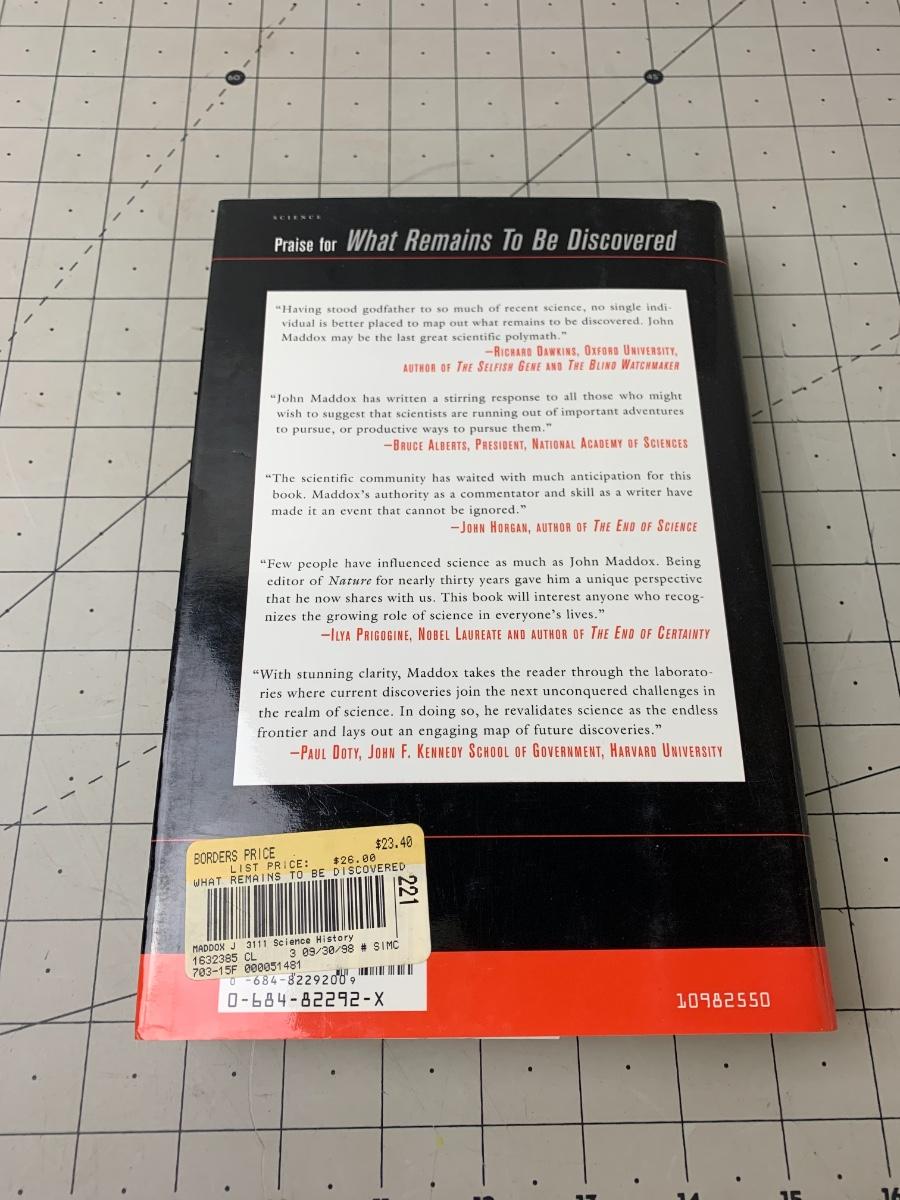 60°
45°
SCIENCE
Praise for What Remains To Be Discovered
“Having stood godfather to so much of recent science, no single indi-
vidual is better placed to map out what remains to be discovered. John
Maddox may be the last great scientific polymath.”
—Richard Dawkins, Oxford University,
author of The Selfish Gene and The Blind Watchmaker
“John Maddox has written a stirring response to all those who might
wish to suggest that scientists are running out of important adventures
to pursue, or productive ways to pursue them.”
—Bruce Alberts, President, National Academy of Sciences
“The scientific community has waited with much anticipation for this
book. Maddox’s authority as a commentator and skill as a writer have
made it an event that cannot be ignored.”
—John Horgan, author of The End of Science
“Few people have influenced science as much as John Maddox. Being
editor of Nature for nearly thirty years gave him a unique perspective
that he now shares with us. This book will interest anyone who recog-
nizes the growing role of science in everyone’s lives.”
—Ilya Prigogine, Nobel Laureate and author of The End of Certainty
“With stunning clarity, Maddox takes the reader through the laborato-
ries where current discoveries join the next unconquered challenges in
the realm of science. In doing so, he revalidates science as the endless
frontier and lays out an engaging map of future discoveries.”
—Paul Doty, John F. Kennedy School of Government, Harvard University
BORDERS PRICE $23.40
LIST PRICE: $26.00
WHAT REMAINS TO BE DISCOVERED
221
MADDOX J 3111 Science History
1632385 CL 3 09/30/98 # SIMC
703-15F 000051481
0 -684-82292009
0-684-82292-X
10982550
13 14 15 16